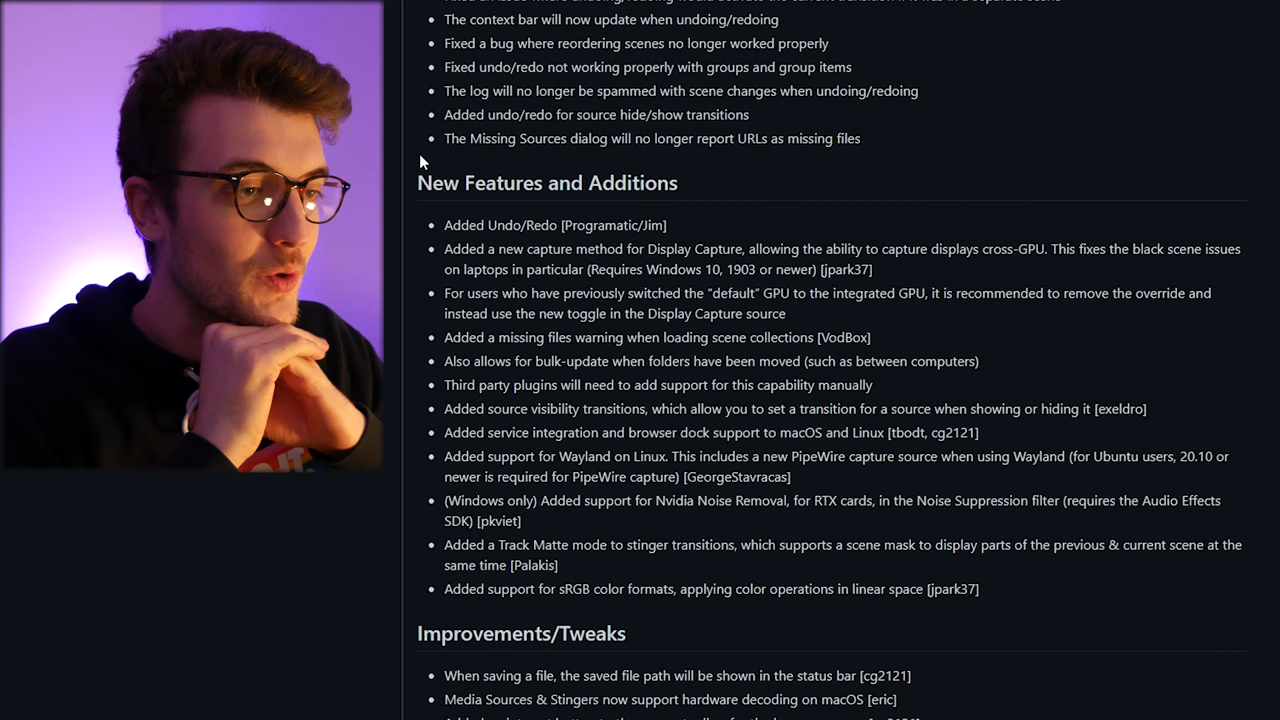 The context bar will now update when undoing/redoing
Fixed a bug where reordering scenes no longer worked properly
Fixed undo/redo not working properly with groups and group items
The log will no longer be spammed with scene changes when undoing/redoing
Added undo/redo for source hide/show transitions
The Missing Sources dialog will no longer report URLs as missing files
New Features and Additions
Added Undo/Redo [Programatic/Jim]
Added a new capture method for Display Capture, allowing the ability to capture displays cross-GPU. This fixes the black scene issues
on laptops in particular (Requires Windows 10, 1903 or newer) [jpark37]
For users who have previously switched the “default” GPU to the integrated GPU, it is recommended to remove the override and
instead use the new toggle in the Display Capture source
Added a missing files warning when loading scene collections [VodBox]
Also allows for bulk-update when folders have been moved (such as between computers)
Third party plugins will need to add support for this capability manually
Added source visibility transitions, which allow you to set a transition for a source when showing or hiding it [exeldro]
Added service integration and browser dock support to macOS and Linux [tbodt, cg2121]
Added support for Wayland on Linux. This includes a new PipeWire capture source when using Wayland (for Ubuntu users, 20.10 or
newer is required for PipeWire capture) [GeorgeStavracas]
(Windows only) Added support for Nvidia Noise Removal, for RTX cards, in the Noise Suppression filter (requires the Audio Effects
SDK) [pkviet]
Added a Track Matte mode to stinger transitions, which supports a scene mask to display parts of the previous & current scene at the
same time [Palakis]
Added support for sRGB color formats, applying color operations in linear space [jpark37]
Improvements/Tweaks
When saving a file, the saved file path will be shown in the status bar [cg2121]
Media Sources & Stingers now support hardware decoding on macOS [eric]